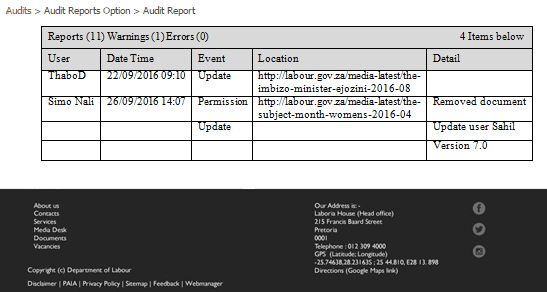 Audits > Audit Reports Option > Audit Report
Reports (11) Warnings (1) Errors (0) 4 Items below
User Date Time Event Location Detail
ThaboD 22/09/2016 09:10 Update http://labour.gov.za/media-latest/the-
imbizo-minister-ejozini-2016-08
Simo Nali 26/09/2016 14:07 Permission http://labour.gov.za/media-latest/the- Removed document
subject-month-womens-2016-04
Update Update user Sahil
Version 7.0
About us
Contacts
Services
Media Desk
Documents
Vacancies
Copyright (c) Department of Labour
Disclaimer | PAIA | Privacy Policy | Sitemap | Feedback | Webmanager
Our Address is: -
Laboria House (Head office)
215 Francis Baard Street
Pretoria
0001
Telephone : 012 309 4000
GPS (Latitude; Longitude)
-25.74638,28.231635 ; 25 44.810, E28 13. 898
Directions (Google Maps link)